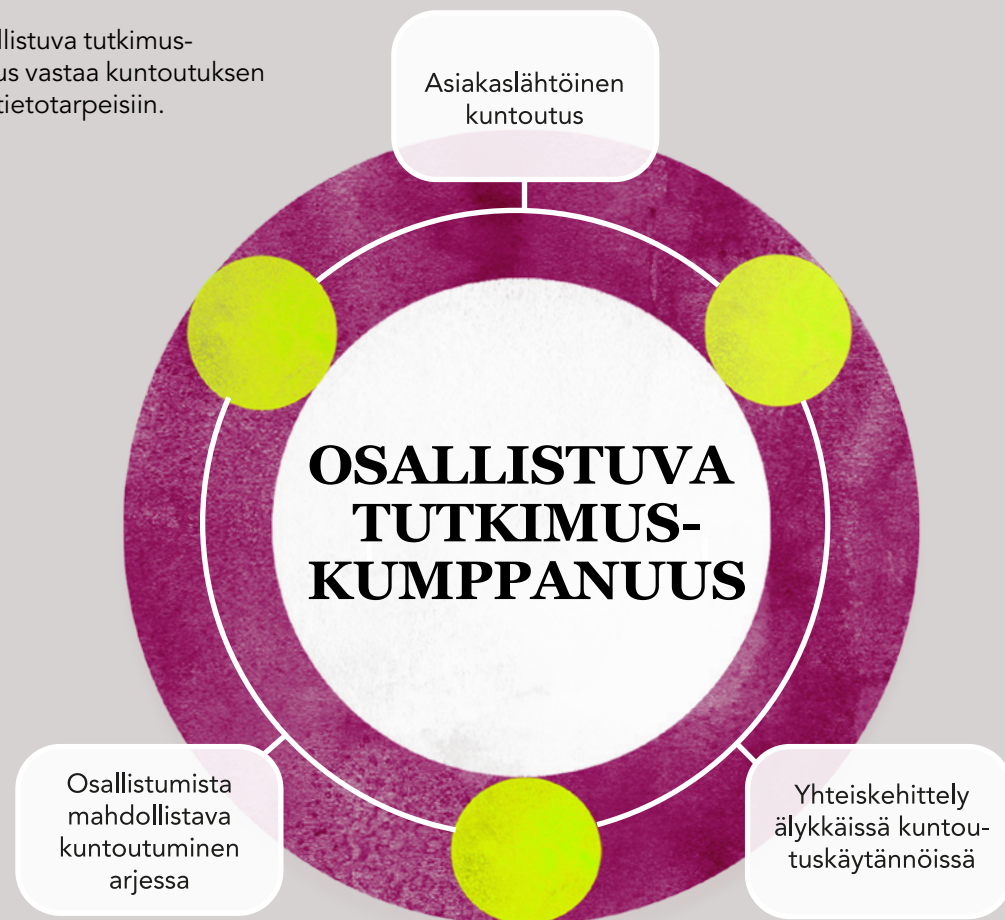 llistuva tutkimus-
us vastaa kuntoutuksen
tietotarpeisiin.
Asiakaslähtöinen
kuntoutus
OSALLISTUVA
TUTKIMUS-
KUMPPANUUS
Osallistumista
mahdollistava
kuntoutuminen
arjessa
Yhteiskehittely
älykkäissä kuntou-
tuskäytännöissä